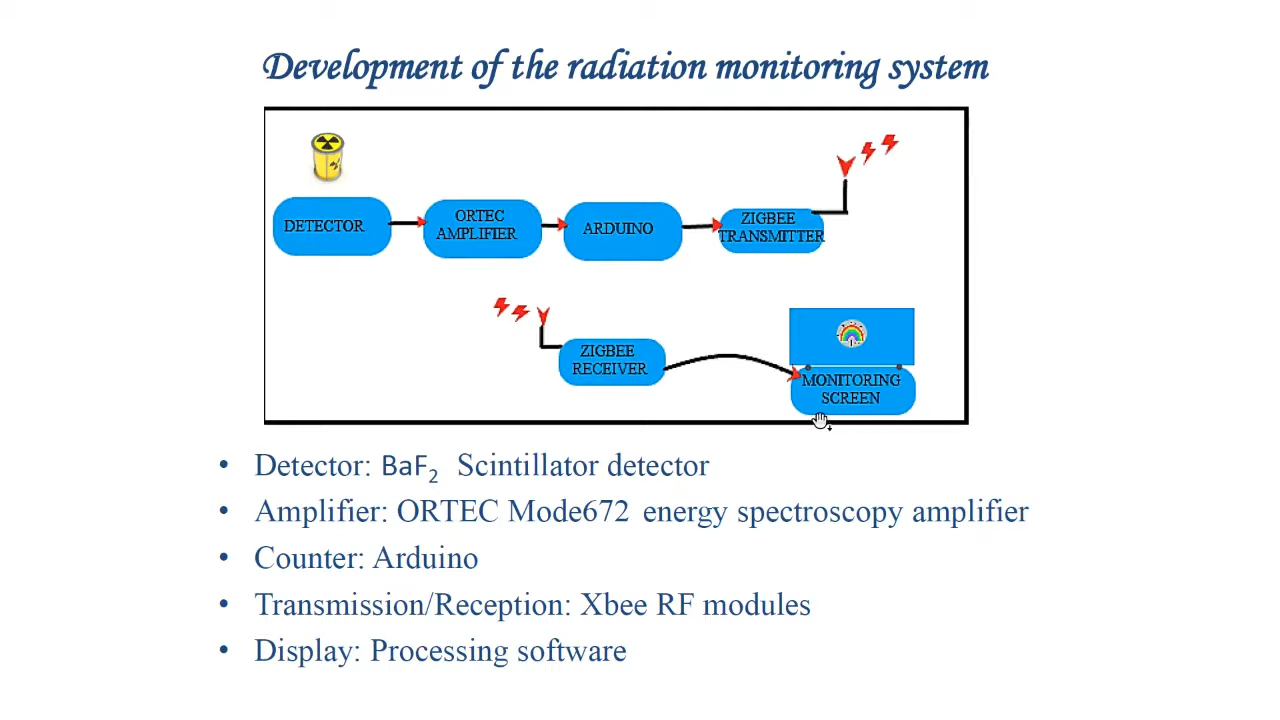 Development of the radiation monitoring system
DETECTOR
ORTEC
AMPLIFIER
ARDUINO
ZIGBEE
TRANSMITTER
ZIGBEE
RECEIVER
MONITORING
SCREEN
• Detector: BaF₂ Scintillator detector
• Amplifier: ORTEC Mode672 energy spectroscopy amplifier
• Counter: Arduino
• Transmission/Reception: Xbee RF modules
• Display: Processing software